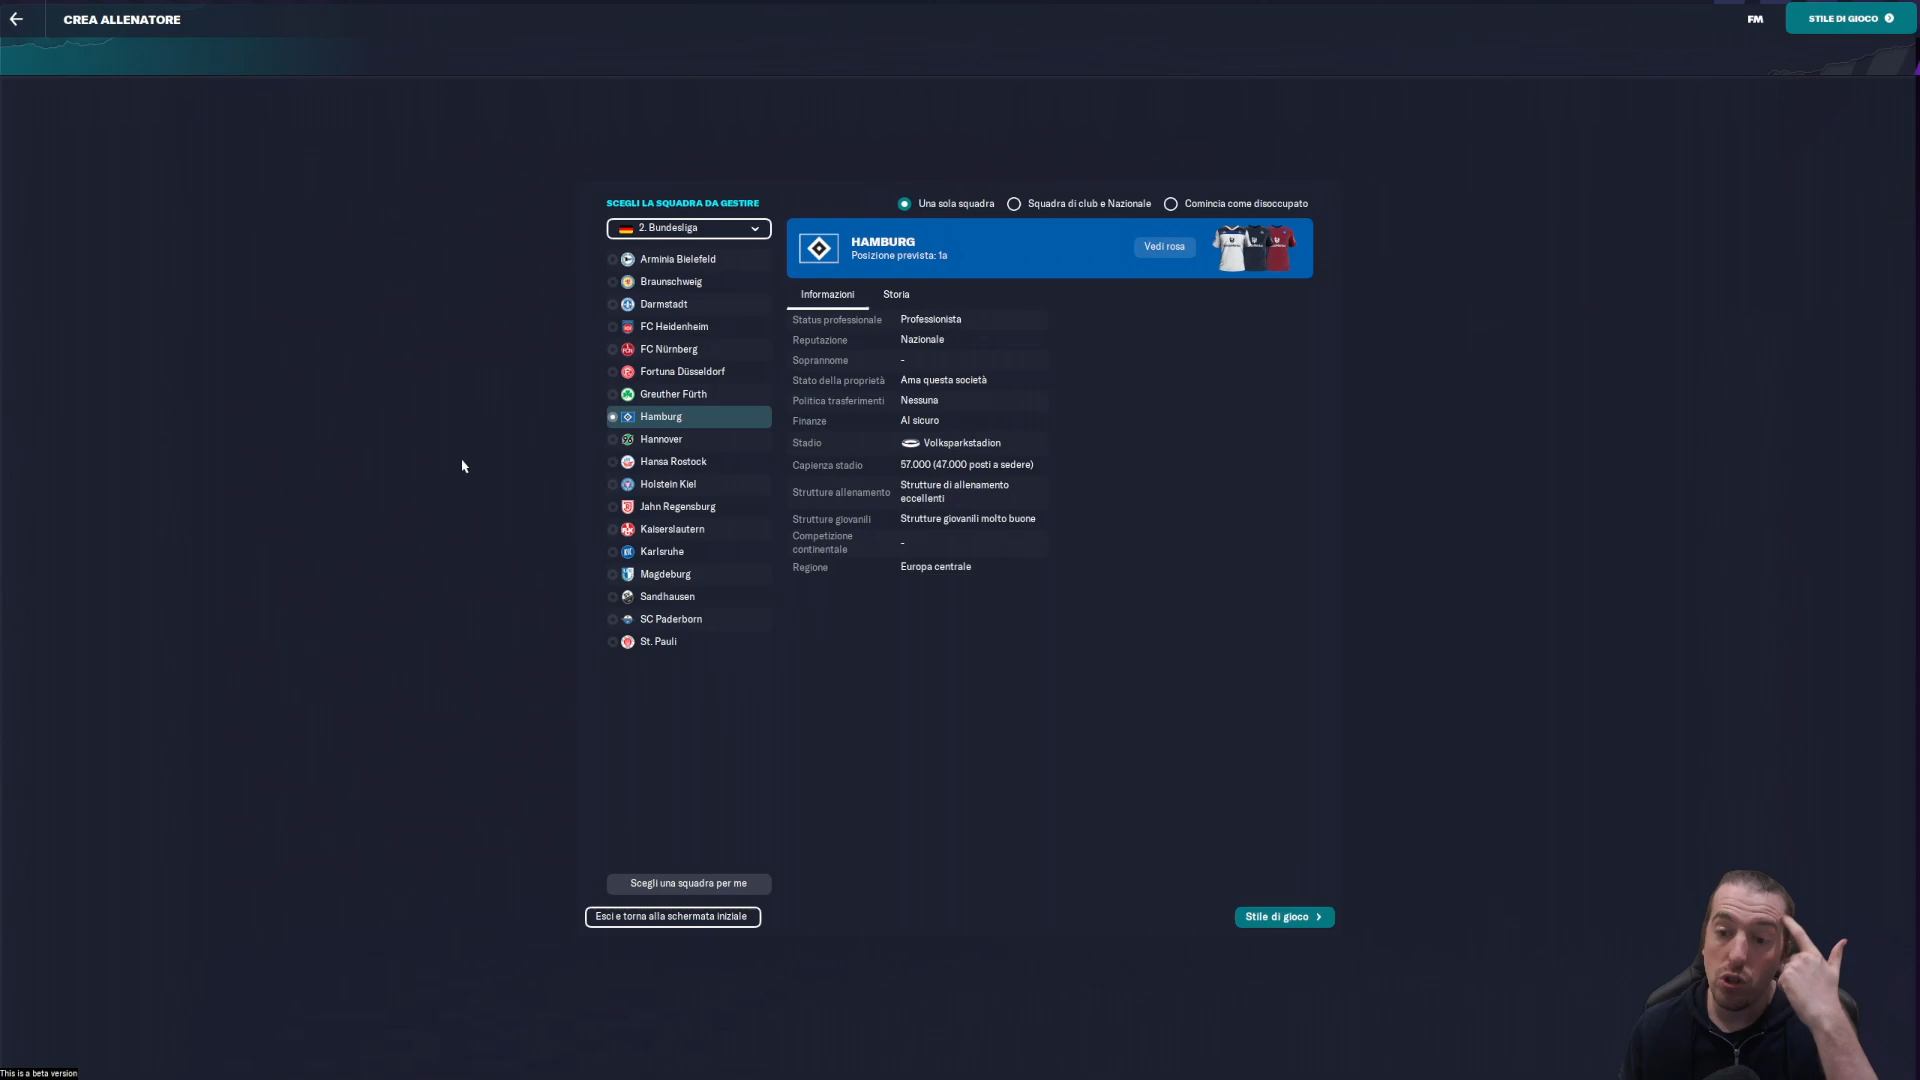 CREA ALLENATORE
FM
STILE DI GIOCO
SCEGLI LA SQUADRA DA GESTIRE
Una sola squadra
Squadra di club e Nazionale
Comincia come disoccupato
2. Bundesliga
HAMBURG
Posizione prevista: 1a
Vedi rosa
Arminia Bielefeld
Braunschweig
Darmstadt
FC Heidenheim
FC Nürnberg
Fortuna Düsseldorf
Greuther Fürth
Hamburg
Hannover
Hansa Rostock
Holstein Kiel
Jahn Regensburg
Kaiserslautern
Karlsruhe
Magdeburg
Sandhausen
SC Paderborn
St. Pauli
Informazioni
Storia
Status professionale Professionista
Reputazione Nazionale
Soprannome -
Stato della proprietà Ama questa società
Politica trasferimenti Nessuna
Finanze Al sicuro
Stadio Volksparkstadion
Capienza stadio 57.000 (47.000 posti a sedere)
Strutture allenamento Strutture di allenamento
eccellenti
Strutture giovanili Strutture giovanili molto buone
Competizione
continentale -
Regione Europa centrale
Scegli una squadra per me
Esci e torna alla schermata iniziale
Stile di gioco
This is a beta version